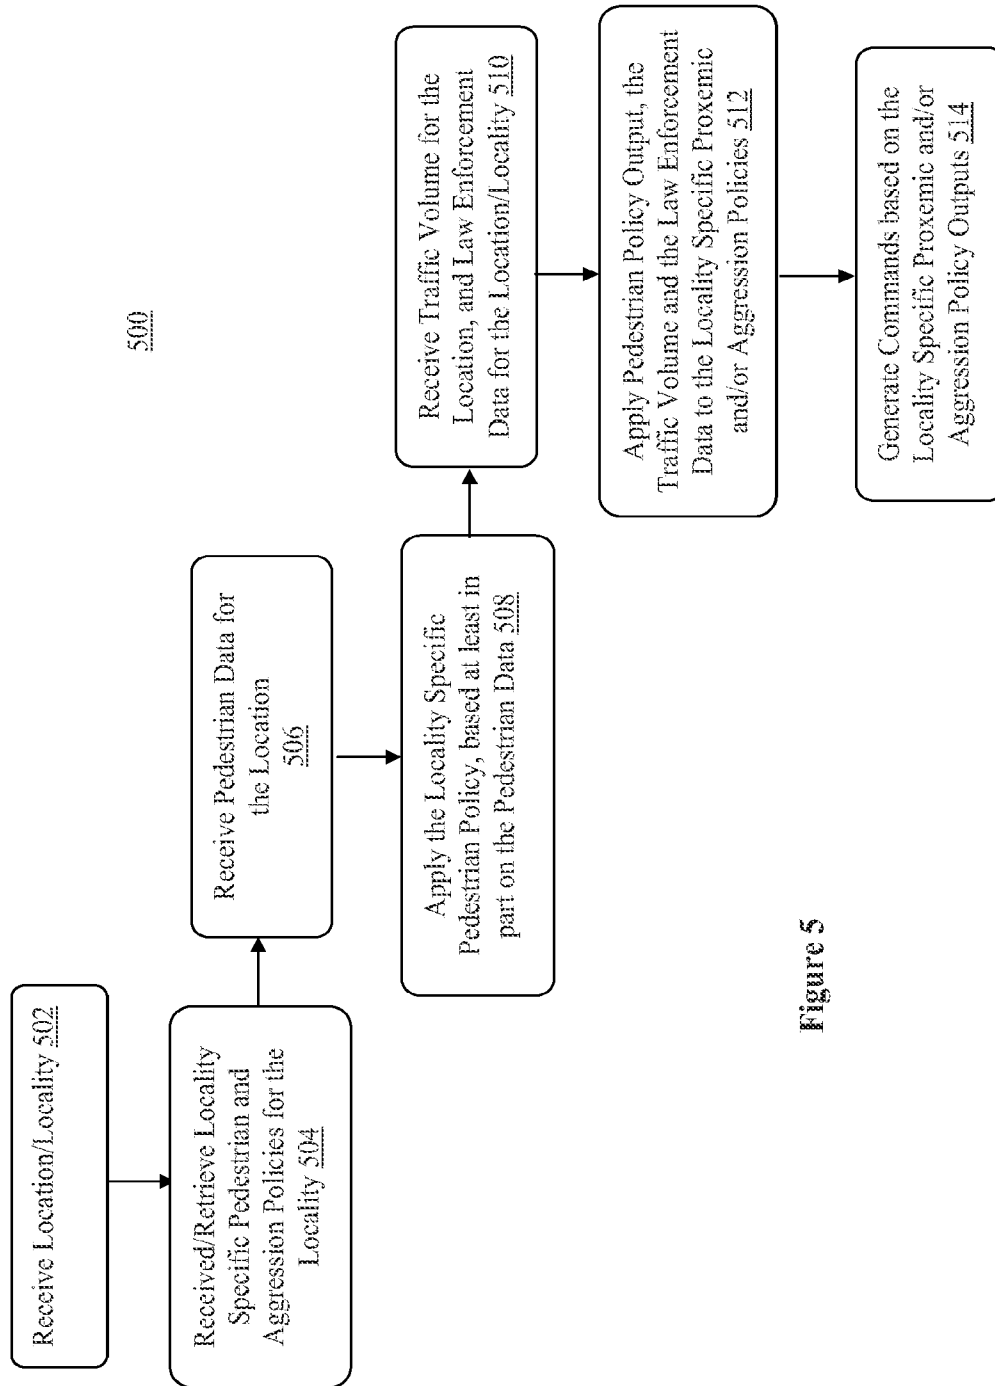 500
Receive Location/Locality 502
Received/Retrieve Locality
Specific Pedestrian and
Aggression Policies for the
Locality 504
Receive Pedestrian Data for
the Location
506
Apply the Locality Specific
Pedestrian Policy, based at least in
part on the Pedestrian Data 508
Receive Traffic Volume for the
Location, and Law Enforcement
Data for the Location/Locality 510
Apply Pedestrian Policy Output, the
Traffic Volume and the Law Enforcement
Data to the Locality Specific Proxemic
and/or Aggression Policies 512
Generate Commands based on the
Locality Specific Proxemic and/or
Aggression Policy Outputs 514
Figure 5